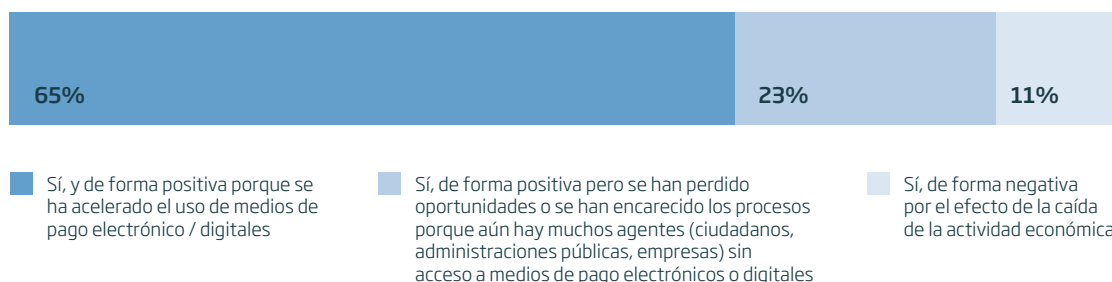 65%
23%
11%
Sí, y de forma positiva porque se
ha acelerado el uso de medios de
pago electrónico / digitales
Sí, de forma positiva pero se han perdido
oportunidades o se han encarecido los procesos
porque aún hay muchos agentes (ciudadanos,
administraciones públicas, empresas) sin
acceso a medios de pago electrónicos o digitales
Sí, de forma negativa
por el efecto de la caída
de la actividad económica